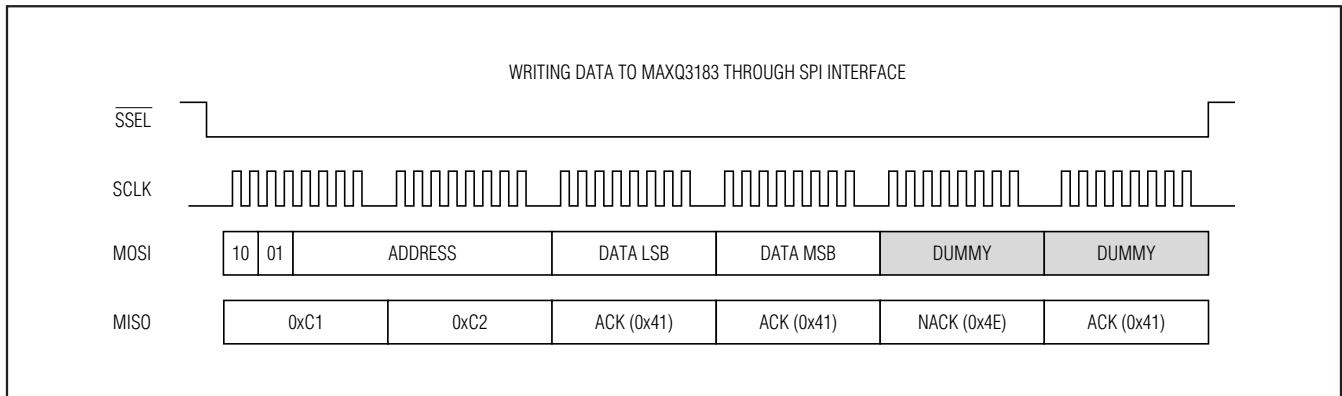 WRITING DATA TO MAXQ3183 THROUGH SPI INTERFACE
SSEL
SCLK
MOSI 10 01 ADDRESS DATA LSB DATA MSB DUMMY DUMMY
MISO 0xC1 0xC2 ACK (0x41) ACK (0x41) NACK (0x4E) ACK (0x41)